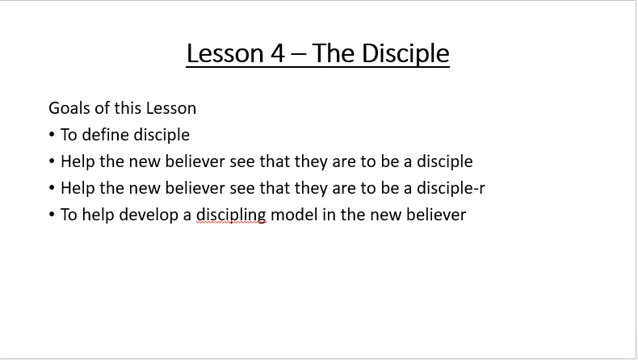 Lesson 4 – The Disciple
Goals of this Lesson
• To define disciple
• Help the new believer see that they are to be a disciple
• Help the new believer see that they are to be a disciple-r
• To help develop a discipling model in the new believer